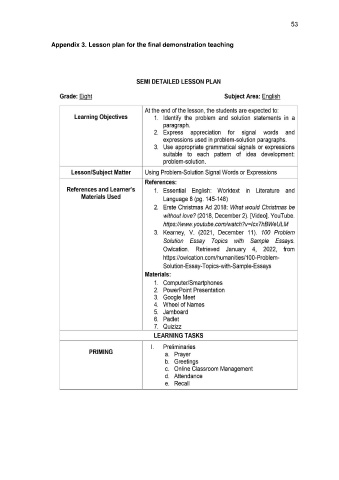 53
Appendix 3. Lesson plan for the final demonstration teaching
SEMI DETAILED LESSON PLAN
Grade: Eight Subject Area: English
Learning Objectives
At the end of the lesson, the students are expected to:
1. Identify the problem and solution statements in a
paragraph,
2. Express appreciation for signal words and
expressions used in problem-solution paragraphs.
3. Use appropriate grammatical signals or expressions
suitable to each pattern of idea development:
problem-solution.
Lesson/Subject Matter
Using Problem-Solution Signal Words or Expressions
References and Learner's
Materials Used
References:
1. Essential English: Worktext in Literature and
Language 8 (pg. 145-148)
2. Erste Christmas Ad 2018: What would Christmas be
without love? (2018, December 2). [Video]. YouTube.
3. Kearney, V. (2021, December 11). 100 Problem
Solution Essay Topics with Sample Essays.
Owlcation. Retrieved January 4, 2022, from
https://owlcation.com/humanities/100-Problem-
Solution-Essay-Topics-with-Sample-Essays
Materials:
1. Computer/Smartphones
2. PowerPoint Presentation
3. Google Meet
4. Wheel of Names
5. Jamboard
6. Padlet
7. Quizizz
LEARNING TASKS
PRIMING
I. Preliminaries
a. Prayer
b. Greetings
c. Online Classroom Management
d. Attendance
e. Recall